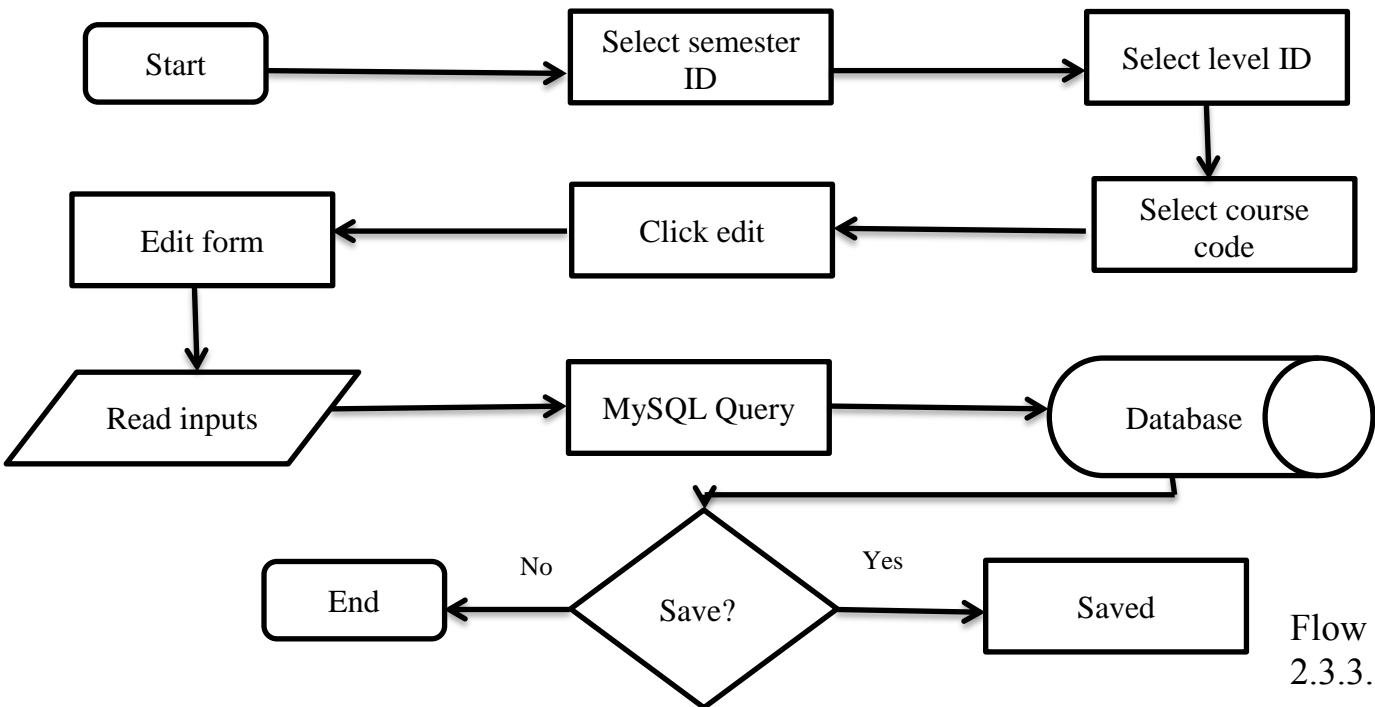 Start
Select semester
ID
Select level ID
Edit form
Click edit
Select course
code
Read inputs
MySQL Query
Database
No
Yes
End
Save?
Saved
Flow
2.3.3.